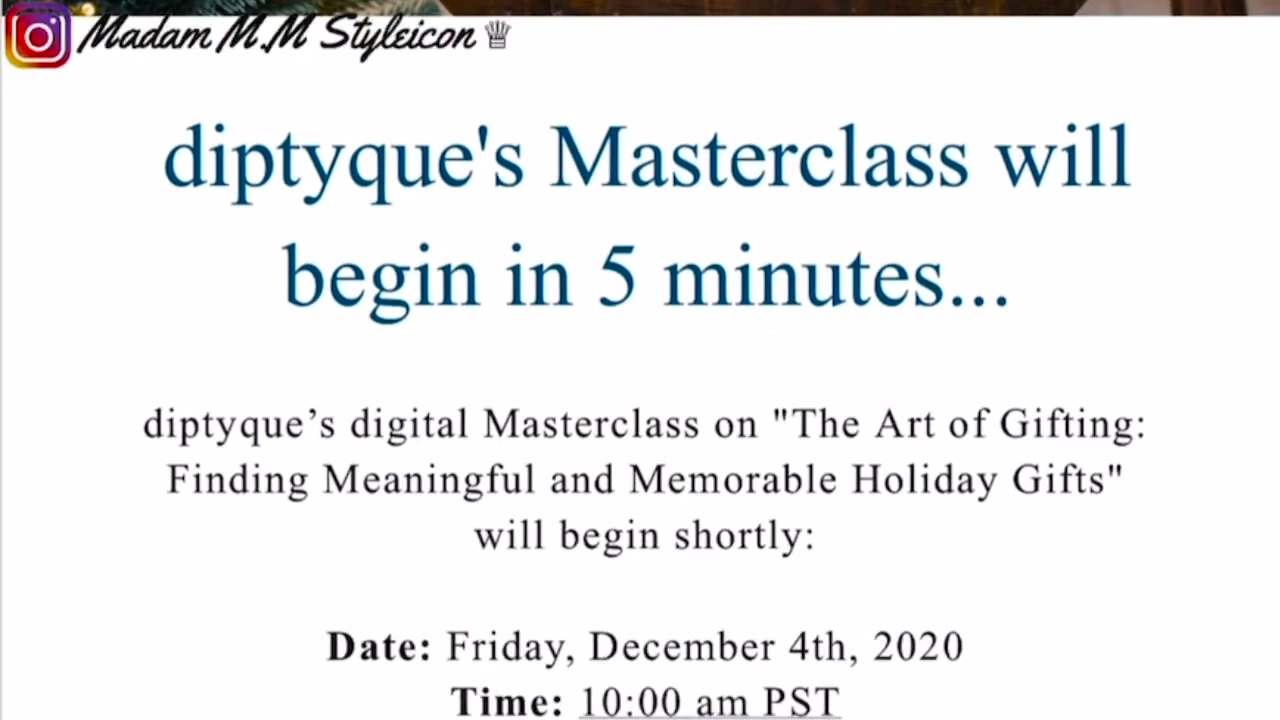 Madam M.M Styleicon♕
diptyque's Masterclass will
begin in 5 minutes...
diptyque’s digital Masterclass on "The Art of Gifting:
Finding Meaningful and Memorable Holiday Gifts"
will begin shortly:
Date: Friday, December 4th, 2020
Time: 10:00 am PST